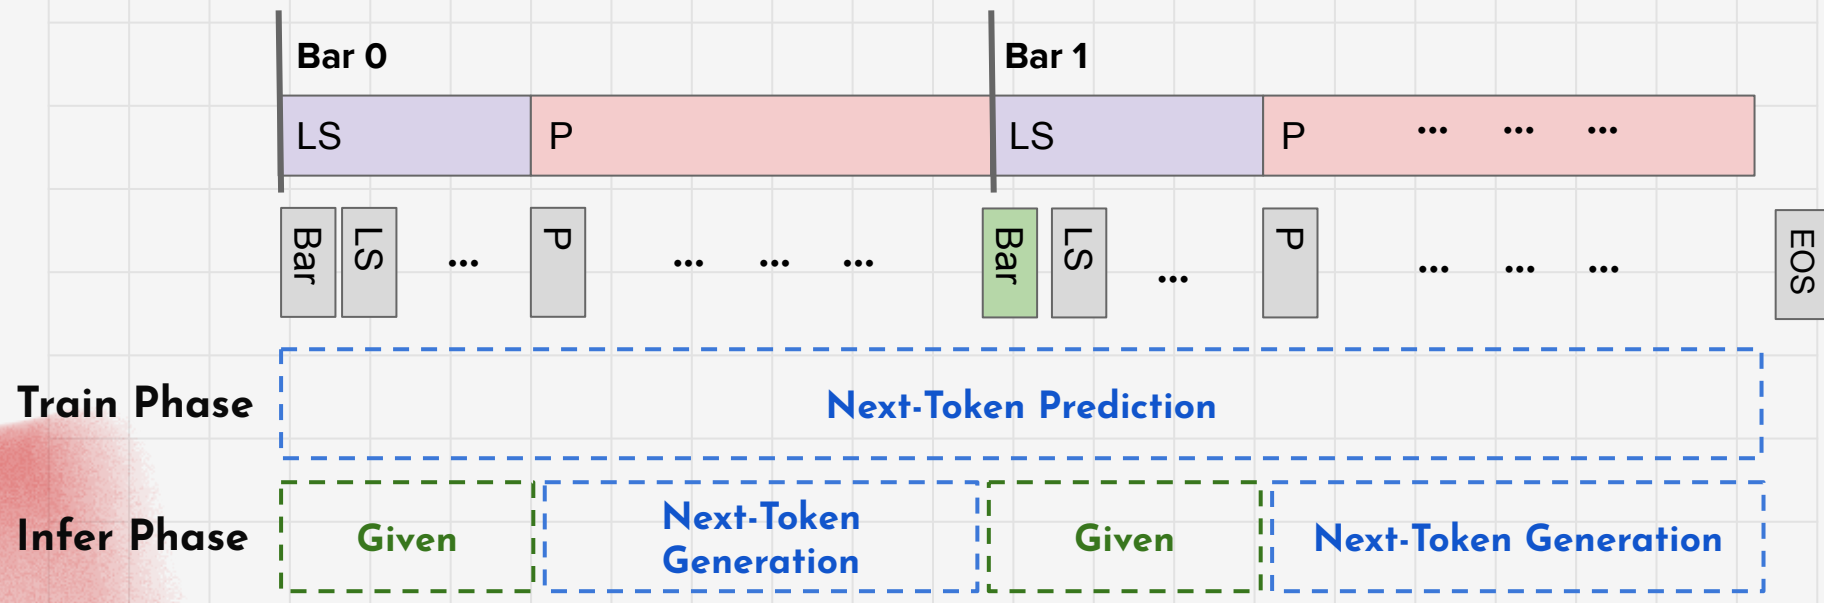 Bar 0
Bar 1
LS
P
LS
P ... ... ...
Bar
LS
...
P
... ... ...
Bar
LS
...
P
... ... ...
EOS
Train Phase
Next-Token Prediction
Infer Phase
Given
Next-Token
Generation
Given
Next-Token Generation